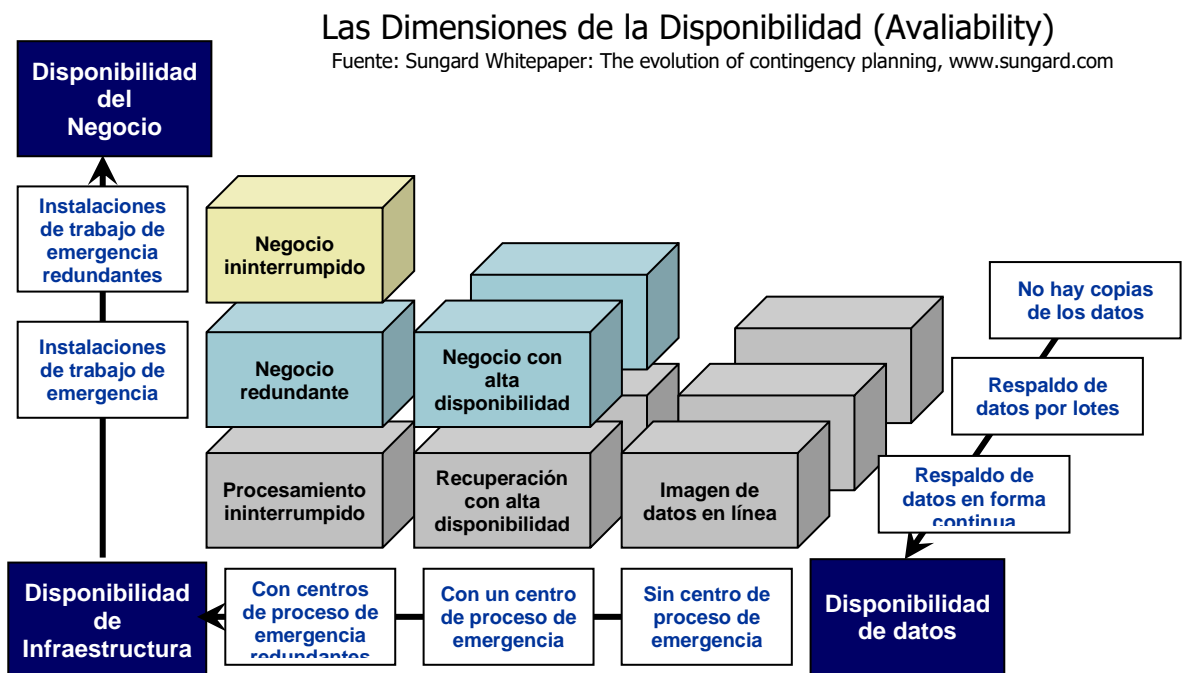 Las Dimensiones de la Disponibilidad (Avaliability)
Fuente: Sungard Whitepaper: The evolution of contingency planning, www.sungard.com
Disponibilidad
del
Negocio
Instalaciones
de trabajo de
emergencia
redundantes
Instalaciones
de trabajo de
emergencia
Negocio
ininterrumpido
Negocio
redundante
Negocio con
alta
disponibilidad
Procesamiento
ininterrumpido
Recuperación
con alta
disponibilidad
Imagen de
datos en línea
No hay copias
de los datos
Respaldo de
datos por lotes
Respaldo de
datos en forma
continua
Disponibilidad
de
Infraestructura
Con centros
de proceso de
emergencia
redundantes
Con un centro
de proceso de
emergencia
Sin centro de
proceso de
emergencia
Disponibilidad
de datos